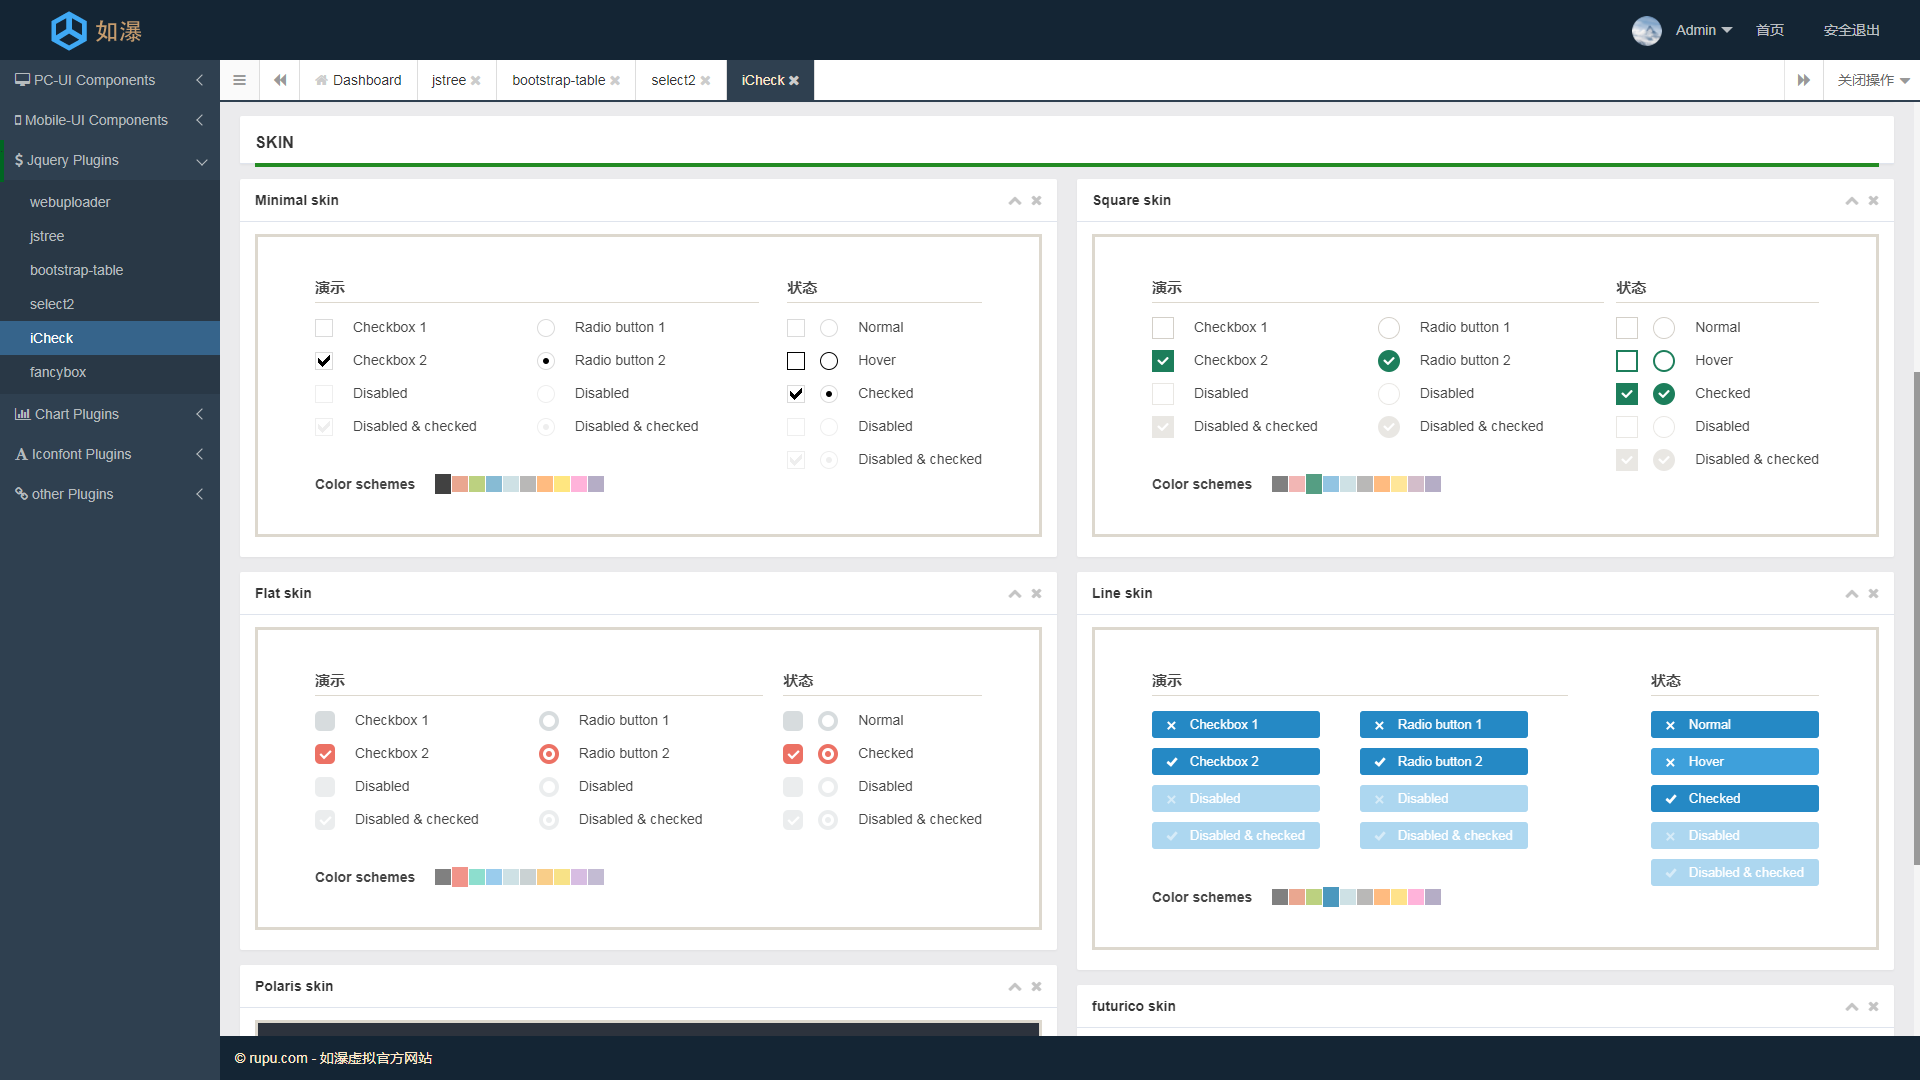 如瀑
Admin
首页
安全退出
PC-UI Components
Mobile-UI Components
Jquery Plugins
webuploader
jstree
bootstrap-table
select2
iCheck
fancybox
Chart Plugins
Iconfont Plugins
other Plugins
Dashboard
jstree
bootstrap-table
select2
iCheck
关闭操作
SKIN
Minimal skin
演示
状态
Checkbox 1
Radio button 1
Normal
Checkbox 2
Radio button 2
Hover
Disabled
Disabled
Checked
Disabled & checked
Disabled & checked
Disabled
Disabled & checked
Color schemes
Square skin
演示
状态
Checkbox 1
Radio button 1
Normal
Checkbox 2
Radio button 2
Hover
Disabled
Disabled
Checked
Disabled & checked
Disabled & checked
Disabled
Disabled & checked
Color schemes
Flat skin
演示
状态
Checkbox 1
Radio button 1
Normal
Checkbox 2
Radio button 2
Checked
Disabled
Disabled
Disabled
Disabled & checked
Disabled & checked
Disabled & checked
Color schemes
Line skin
演示
状态
Checkbox 1
Radio button 1
Normal
Checkbox 2
Radio button 2
Hover
Disabled
Disabled
Checked
Disabled & checked
Disabled & checked
Disabled
Disabled & checked
Color schemes
Polaris skin
futurico skin
© rupu.com - 如瀑虚拟官方网站